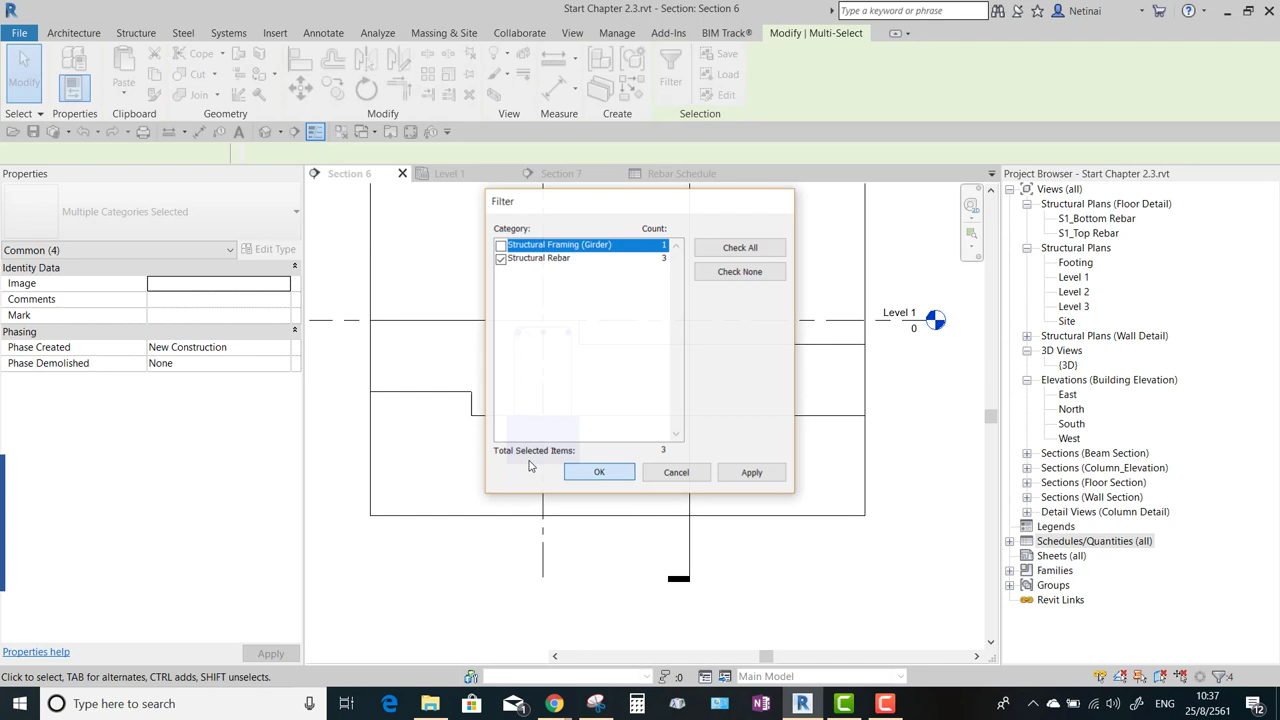 Start Chapter 2.3.rvt - Section: Section 6
Type a keyword or phrase
Netinai
File Architecture Structure Steel Systems Insert Annotate Analyze Massing & Site Collaborate View Manage Add-Ins BIM Track® Modify | Multi-Select
Modify
Paste
Cope
Cut
Join
Filter
Save
Load
Edit
Select Properties Clipboard Geometry Modify View Measure Create Selection
Properties
Section 6 Level 1 Section 7 Rebar Schedule
Multiple Categories Selected
Common (4) Edit Type
Identity Data
Image
Comments
Mark
Phasing
Phase Created New Construction
Phase Demolished None
Properties help Apply
Filter
Category: Count:
Structural Framing (Girder) 1
Structural Rebar 3
Check All
Check None
Total Selected Items: 3
OK Cancel Apply
Level 1
0
Project Browser - Start Chapter 2.3.rvt
Views (all)
Structural Plans (Floor Detail)
S1_Bottom Rebar
S1_Top Rebar
Structural Plans
Footing
Level 1
Level 2
Level 3
Site
Structural Plans (Wall Detail)
3D Views
{3D}
Elevations (Building Elevation)
East
North
South
West
Sections (Beam Section)
Sections (Column_Elevation)
Sections (Floor Section)
Sections (Wall Section)
Detail Views (Column Detail)
Legends
Schedules/Quantities (all)
Sheets (all)
Families
Groups
Revit Links
Click to select, TAB for alternates, CTRL adds, SHIFT unselects.
:0
Main Model
:4
Type here to search
ENG
10:37
25/8/2561